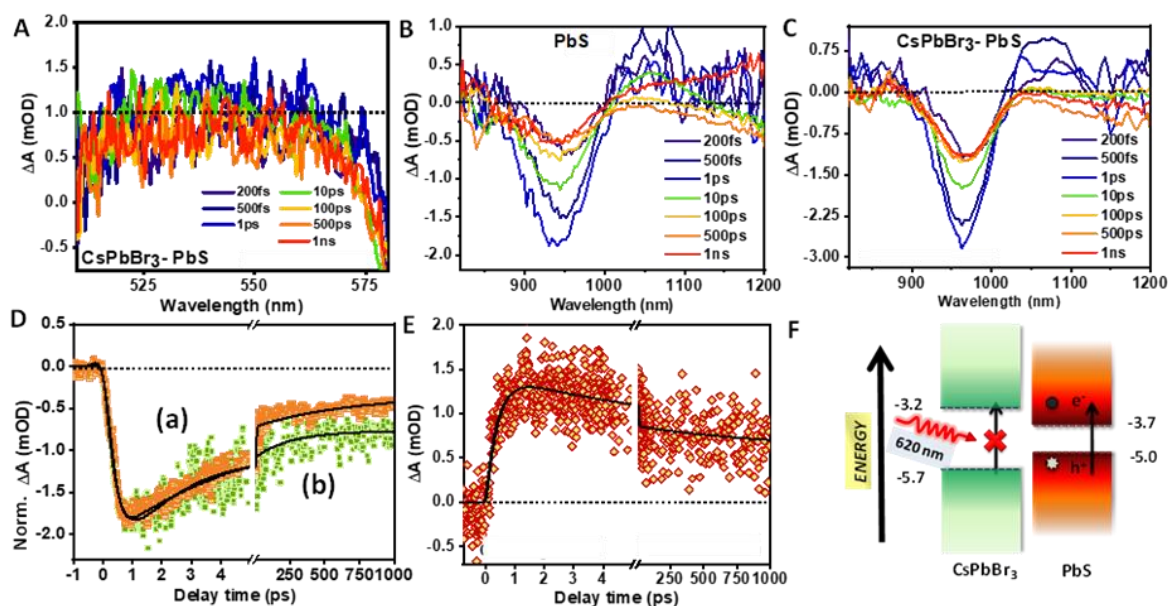 A
2.0
1.5
1.0
0.5
0.0
-0.5
ΔA (mOD)
200fs
500fs
1ps
10ps
100ps
500ps
1ns
CsPbBr3- PbS
525
550
575
Wavelength (nm)
B
PbS
1.0
0.5
0.0
-0.5
-1.0
-1.5
-2.0
ΔA (mOD)
200fs
500fs
1ps
10ps
100ps
500ps
1ns
900
1000
1100
1200
Wavelength (nm)
C
CsPbBr3- PbS
0.75
0.00
-0.75
-1.50
-2.25
-3.00
ΔA (mOD)
200fs
500fs
1ps
10ps
100ps
500ps
1ns
900
1000
1100
1200
Wavelength (nm)
D
0.5
0.0
-0.5
-1.0
-1.5
-2.0
Norm. ΔA (mOD)
(a)
(b)
-1 0 1 2 3 4 250 500 750 1000
Delay time (ps)
E
2.0
1.5
1.0
0.5
0.0
-0.5
ΔA (mOD)
0 1 2 3 4 250 500 750 1000
Delay time (ps)
F
ENERGY
-3.2
620 nm
-5.7
e-
h+
-3.7
-5.0
CsPbBr3
PbS